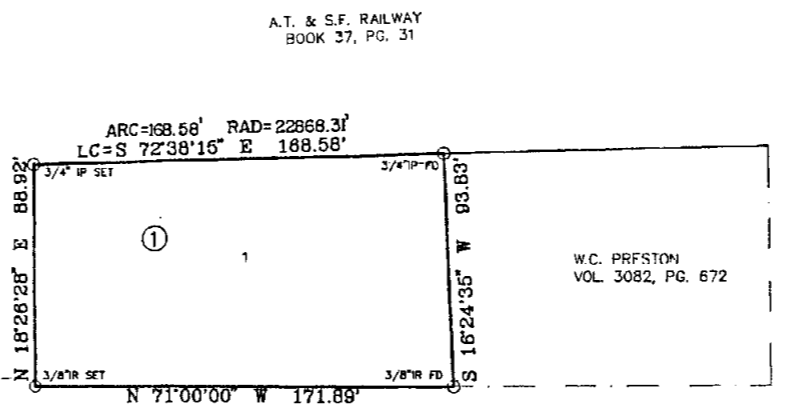 A.T. & S.F. RAILWAY
BOOK 37, PG. 31
ARC=168.58' RAD=22868.31'
LC=S 72°38'15" E 168.58'
3/4" IP SET
3/4"IP-FD
N 18°26'28" E 88.92'
S 16°24'35" W 93.83'
1
1
W.C. PRESTON
VOL. 3082, PG. 672
3/8"IR SET
3/8"IR FD
N 71°00'00" W 171.89'